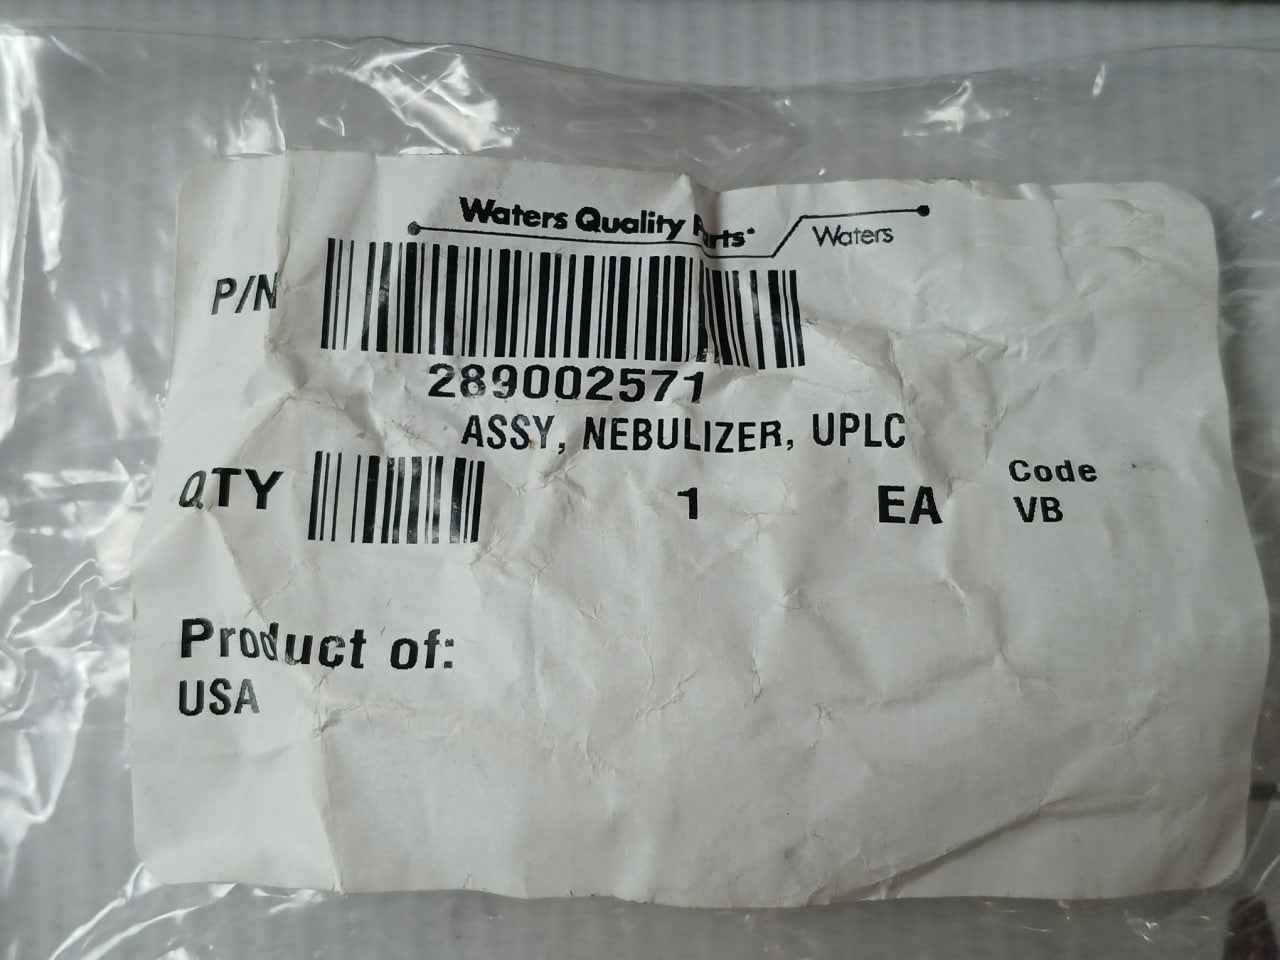 Waters Quality Parts
Waters
P/N
289002571
ASSY, NEBULIZER, UPLC
QTY 1 EA
Code
VB
Product of:
USA